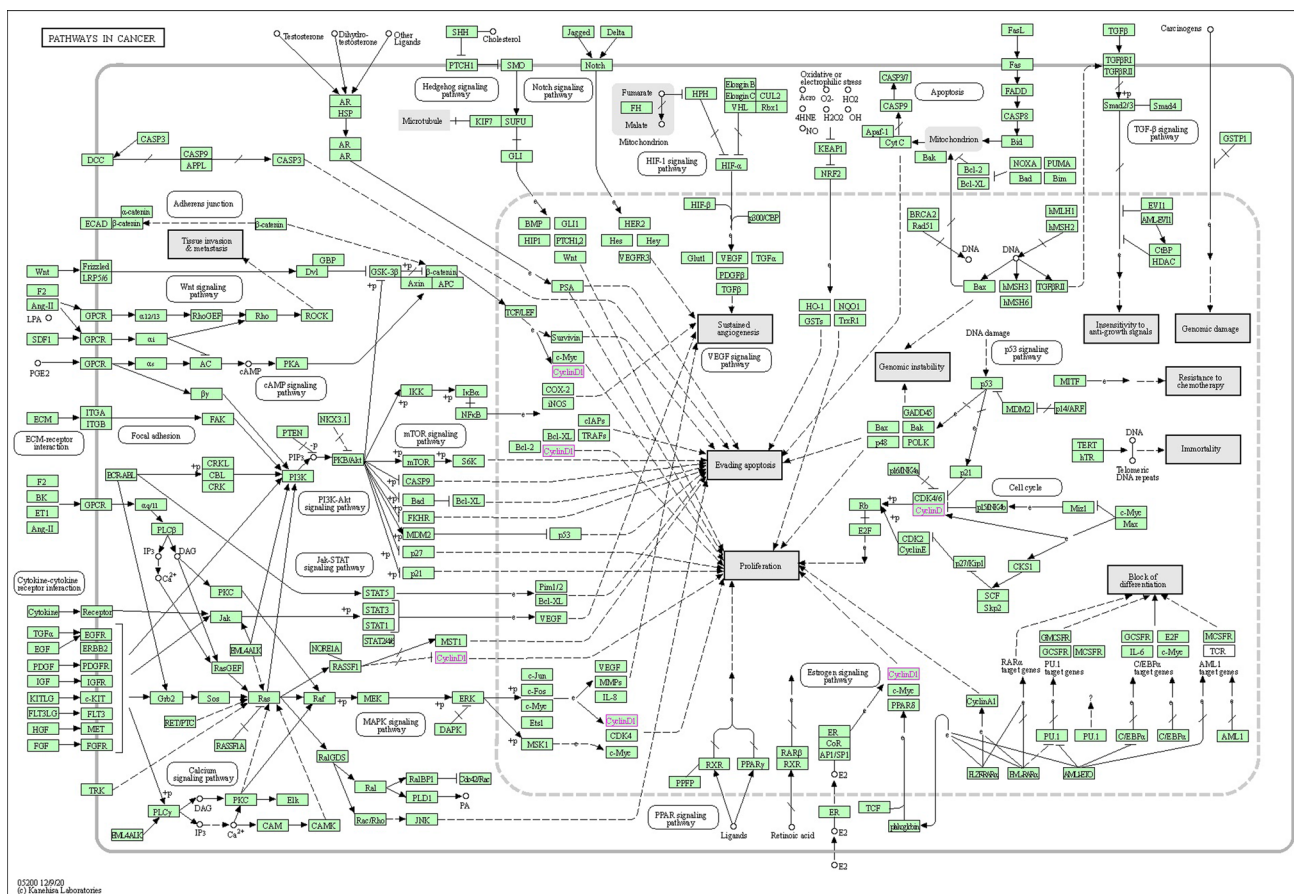 PATHWAYS IN CANCER
Testosterone
Dihydro-
testosterone
Other
Ligands
SHH
Cholesterol
PTCH1
SMO
Hedgehog signaling
pathway
Jagged
Delta
Notch
Notch signaling
pathway
Microtubule
KIF7
SUFU
GLI
Fumarate
FH
Malate
Mitochondrion
HPH
Elongin B
Elongin C
CUL2
VHL
Rbx1
HIF-1 signaling
pathway
HIF-α
Oxidative or
electrophilic stress
Acro
O2-
HO2
4HNE
H2O2
OH
NO
KEAP1
NRF2
CASP3/7
CASP9
Apaf-1
CytC
Apoptosis
Mitochondrion
FasL
Fas
FADD
CASP8
Bid
Bak
Bcl-2
Bcl-XL
NOXA
PUMA
Bad
Bim
TGFβ
TGFβRI
TGFβRII
+p
Smad2/3
Smad4
TGF-β signaling
pathway
Carcinogens
GSTP1
AR
HSP
AR
AR
DCC
CASP3
CASP9
APPL
CASP3
Adherens junction
ECAD
α-catenin
β-catenin
β-catenin
Tissue invasion
& metastasis
Wnt
Frizzled
LRP5/6
Dvl
GBP
GSK-3β
+p
β-catenin
Axin
APC
+p
Wnt signaling
pathway
F2
Ang-II
LPA
SDF1
GPCR
α12/13
RhoGEF
Rho
ROCK
GPCR
αi
PGE2
GPCR
αs
AC
cAMP
PKA
cAMP signaling
pathway
βγ
ECM
ITGA
ITGB
ECM-receptor
interaction
Focal adhesion
FAK
PTEN
PIP3
-p
NKX3.1
PKB/Akt
PI3K
PI3K-Akt
signaling pathway
BCR-ABL
CRKL
CBL
CRK
F2
BK
ET1
Ang-II
GPCR
αq/11
PLCβ
IP3
DAG
Ca2+
PKC
Jak-STAT
signaling pathway
Cytokine-cytokine
receptor interaction
Cytokine
Receptor
Jak
EML4ALK
RasGEF
TGFα
EGFR
EGF
ERBB2
PDGF
PDGFR
IGF
IGFR
KITLG
c-KIT
FLT3LG
FLT3
HGF
MET
FGF
FGFR
Grb2
Sos
Ras
Raf
RET/PTC
RASSF1A
TRK
Calcium
signaling pathway
PLCγ
EML4ALK
DAG
IP3
Ca2+
PKC
Elk
CAM
CAMK
NORE1A
RASSF1
MST1
CyclinD1
MEK
ERK
MAPK signaling
pathway
DAPK
RalGDS
Ral
RalBP1
Cdc42/Rac
PLD1
PA
Rac/Rho
JNK
STAT5
STAT3
STAT1
+p
Pim1/2
Bcl-XL
VEGF
c-Jun
c-Fos
c-Myc
Ets1
MSK1
VEGF
MMPs
IL-8
CyclinD1
CDK4
c-Myc
IKK
IκBα
NFκB
mTOR signaling
pathway
mTOR
S6K
CASP9
Bad
Bcl-XL
FKHR
MDM2
p53
p27
p21
TCF/LEF
Survivin
c-Myc
CyclinD1
COX-2
iNOS
cIAPs
Bcl-XL
TRAFs
Bcl-2
CyclinD1
BMP
GLI1
HIP1
PTCH1,2
Wnt
PSA
HER2
Hes
Hey
VEGFR3
HIF-β
p300/CBP
Glut1
VEGF
TGFα
PDGFβ
TGFβ
Sustained
angiogenesis
VEGF signaling
pathway
HO-1
NQO1
GSTs
TxrR1
Evading apoptosis
Proliferation
BRCA2
Rad51
DNA
hMLH1
hMSH2
DNA
Bax
hMSH3
hMSH6
TGFβRII
EVI1
AML-EVI1
CtBP
HDAC
Insensitivity to
anti-growth signals
Genomic damage
Genomic instability
DNA damage
p53 signaling
pathway
p53
MITF
MDM2
p14/ARF
Resistance to
chemotherapy
GADD45
Bax
Bak
p48
POLK
TERT
hTR
DNA
Telomeric
DNA repeats
Immortality
p21
p16INK4a
CDK4/6
CyclinD1
p15INK4b
Cell cycle
Miz1
c-Myc
Max
Rb
+p
E2F
CDK2
CyclinE
+p
p27/Kip1
CKS1
SCF
Skp2
Block of
differentiation
GMCSFR
GCSFR
MCSFR
RARα
target genes
PU.1
target genes
GCSFR
E2F
IL-6
c-Myc
C/EBPα
target genes
MCSFR
TCR
AML1
target genes
Estrogen signaling
pathway
CyclinD1
c-Myc
PPARδ
CyclinA1
PU.1
?
PU.1
C/EBPα
C/EBPα
AML1
PLZF-RARα
PML-RARα
AML1-ETO
PPFP
RXR
PPARγ
RARβ
RXR
ER
CoR
AP1/SP1
E2
ER
E2
E2
TCF
PPAR signaling
pathway
Ligands
Retinoic acid
05200 12/9/20
(c) Kanehisa Laboratories